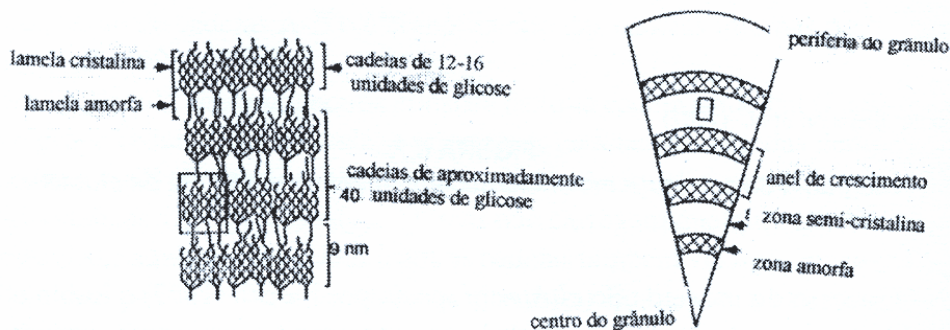 lamela cristalina
lamela amorfa
cadeias de 12-16
unidades de glicose
cadeias de aproximadamente
40 unidades de glicose
9 nm
periferia do grânulo
anel de crescimento
zona semi-cristalina
zona amorfa
centro do grânulo